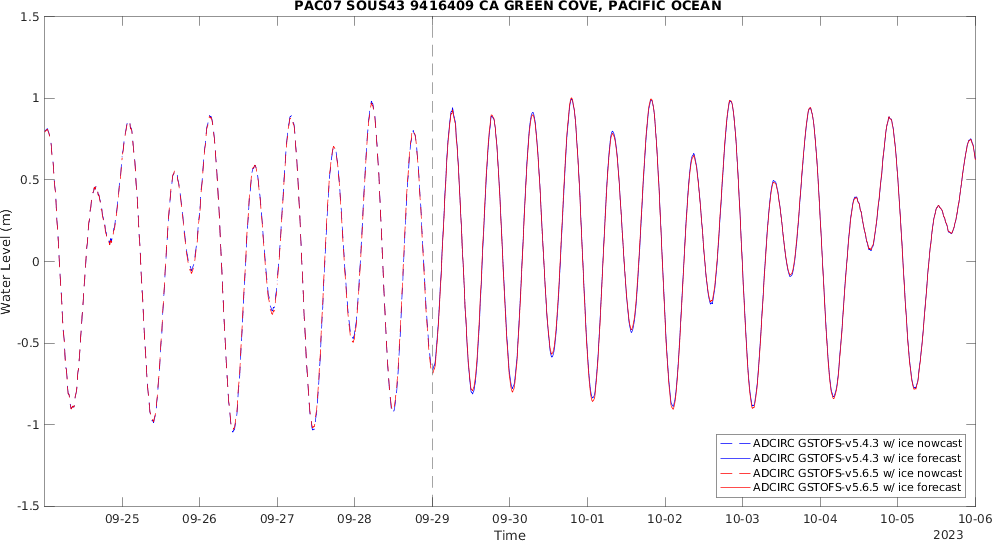 PAC07 SOUS43 9416409 CA GREEN COVE, PACIFIC OCEAN
1.5
1
0.5
0
-0.5
-1
-1.5
Water Level (m)
ADCIRC GSTOFS-v5.4.3 w/ ice nowcast
ADCIRC GSTOFS-v5.4.3 w/ ice forecast
ADCIRC GSTOFS-v5.6.5 w/ ice nowcast
ADCIRC GSTOFS-v5.6.5 w/ ice forecast
09-25 09-26 09-27 09-28 09-29 09-30 10-01 10-02 10-03 10-04 10-05 10-06
Time
2023